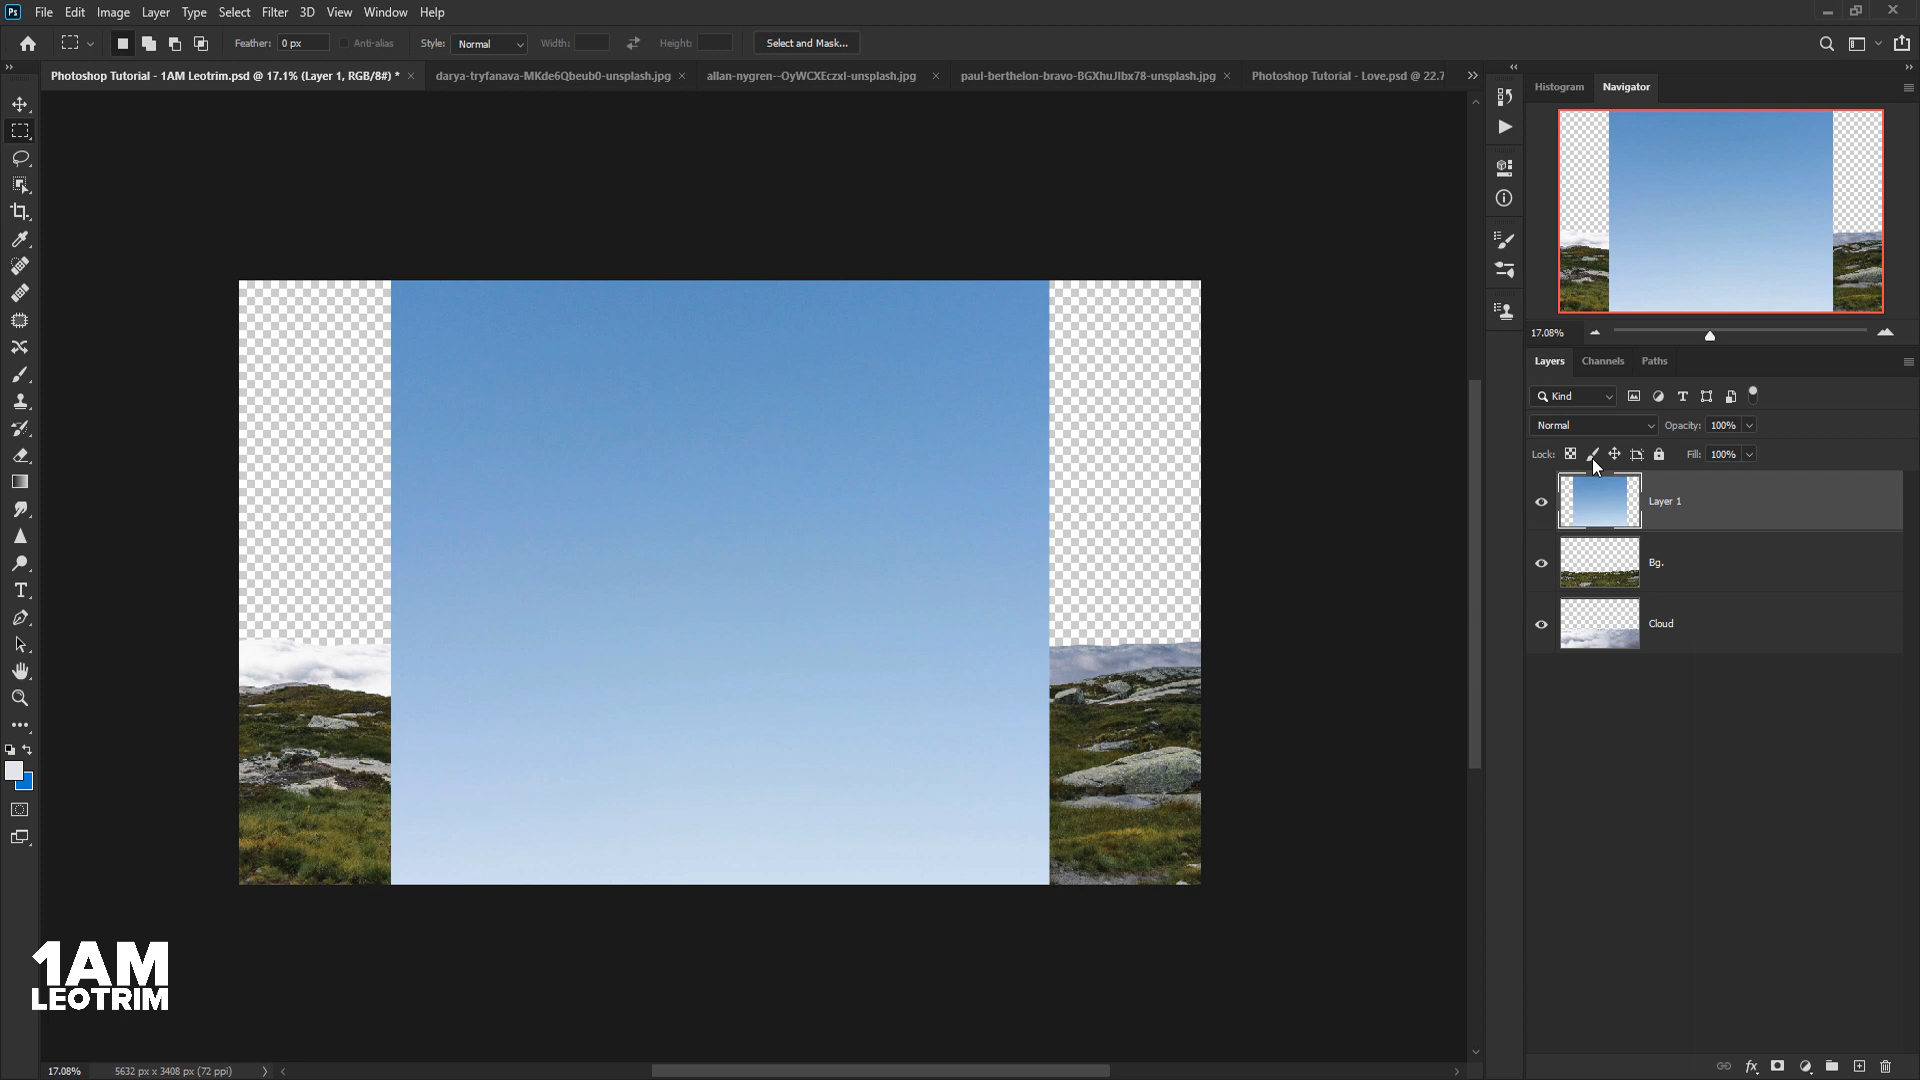 Ps File Edit Image Layer Type Select Filter 3D View Window Help
Feather: 0 px Anti-alias Style: Normal Width: Height: Select and Mask...
Photoshop Tutorial - 1AM Leotrim.psd @ 17.1% (Layer 1, RGB/8#) * darya-tryfanava-MKde6Qbeub0-unsplash.jpg allan-nygren--OyWCXEczxI-unsplash.jpg paul-berthelon-bravo-BGXhuJIbx78-unsplash.jpg Photoshop Tutorial - Love.psd @ 22.7
Histogram Navigator
17.08%
Layers Channels Paths
Kind
Normal Opacity: 100%
Lock: Fill: 100%
Layer 1
Bg.
Cloud
1AM
LEOTRIM
17.08% 5632 px x 3408 px (72 ppi)